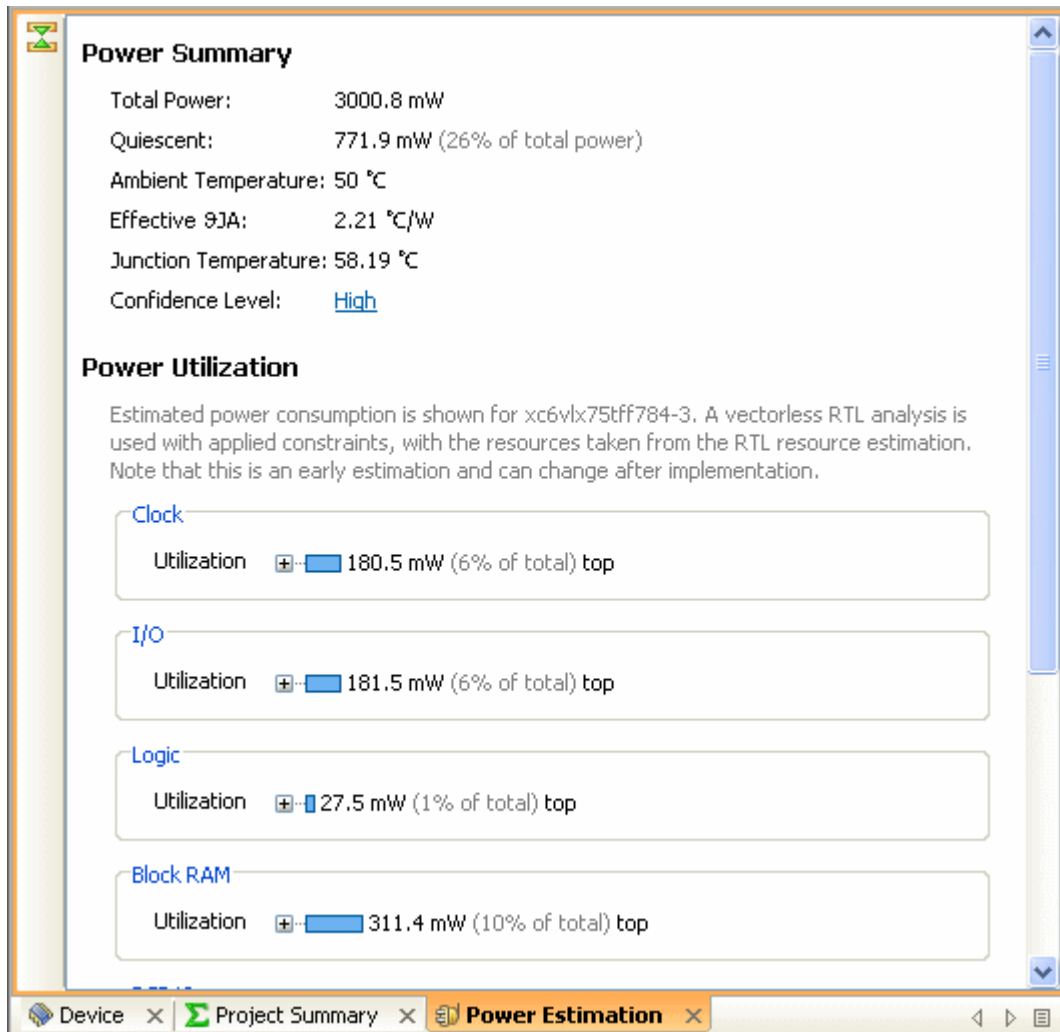 Power Summary
Total Power: 3000.8 mW
Quiescent: 771.9 mW (26% of total power)
Ambient Temperature: 50 °C
Effective ϑJA: 2.21 °C/W
Junction Temperature: 58.19 °C
Confidence Level: High
Power Utilization
Estimated power consumption is shown for xc6vlx75tff784-3. A vectorless RTL analysis is
used with applied constraints, with the resources taken from the RTL resource estimation.
Note that this is an early estimation and can change after implementation.
Clock
Utilization 180.5 mW (6% of total) top
I/O
Utilization 181.5 mW (6% of total) top
Logic
Utilization 27.5 mW (1% of total) top
Block RAM
Utilization 311.4 mW (10% of total) top
Device Project Summary Power Estimation